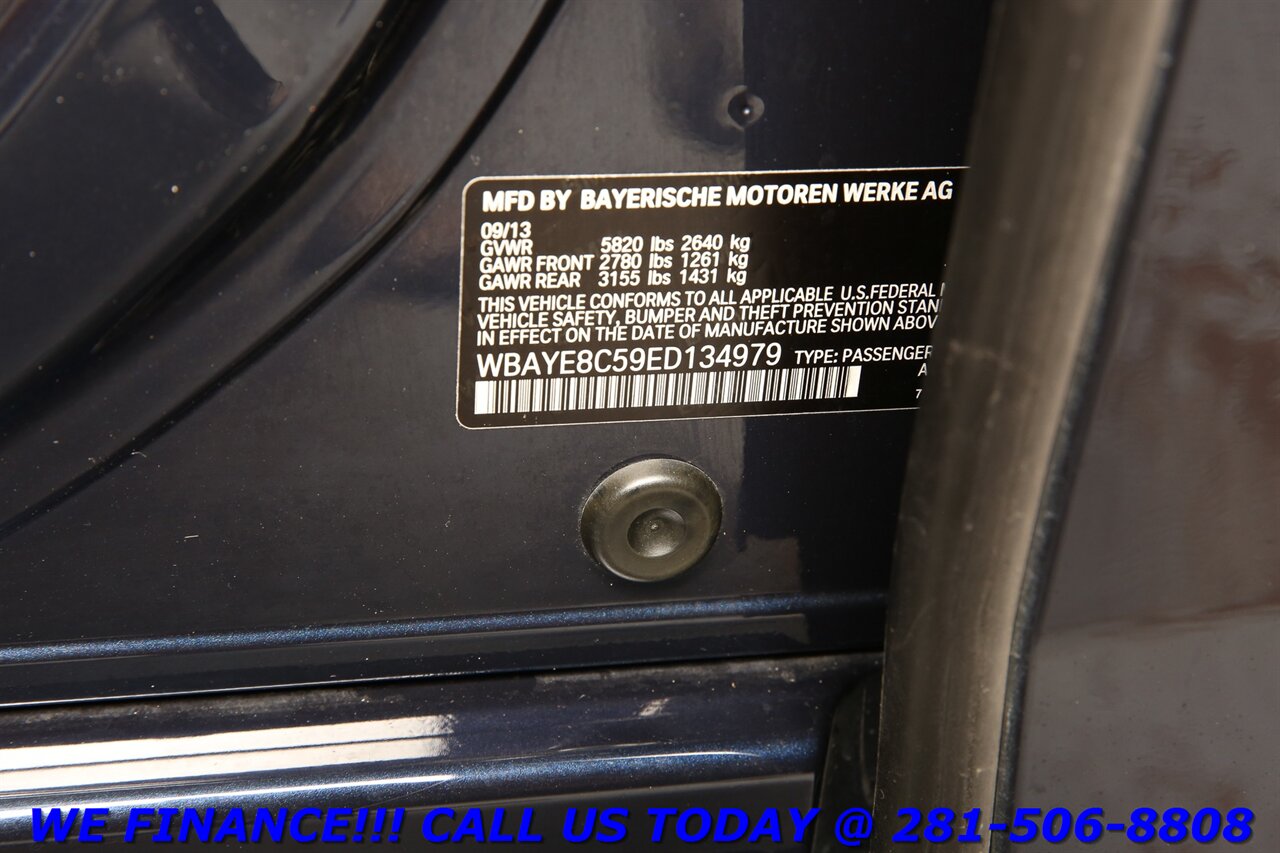 MFD BY BAYERISCHE MOTOREN WERKE AG
09/13
GVWR 5820 lbs 2640 kg
GAWR FRONT 2780 lbs 1261 kg
GAWR REAR 3155 lbs 1431 kg
THIS VEHICLE CONFORMS TO ALL APPLICABLE U.S.FEDERAL
VEHICLE SAFETY, BUMPER AND THEFT PREVENTION STAN
IN EFFECT ON THE DATE OF MANUFACTURE SHOWN ABOV
WBAYE8C59ED134979 TYPE: PASSENGER
A
7
WE FINANCE!!! CALL US TODAY @ 281-506-8808